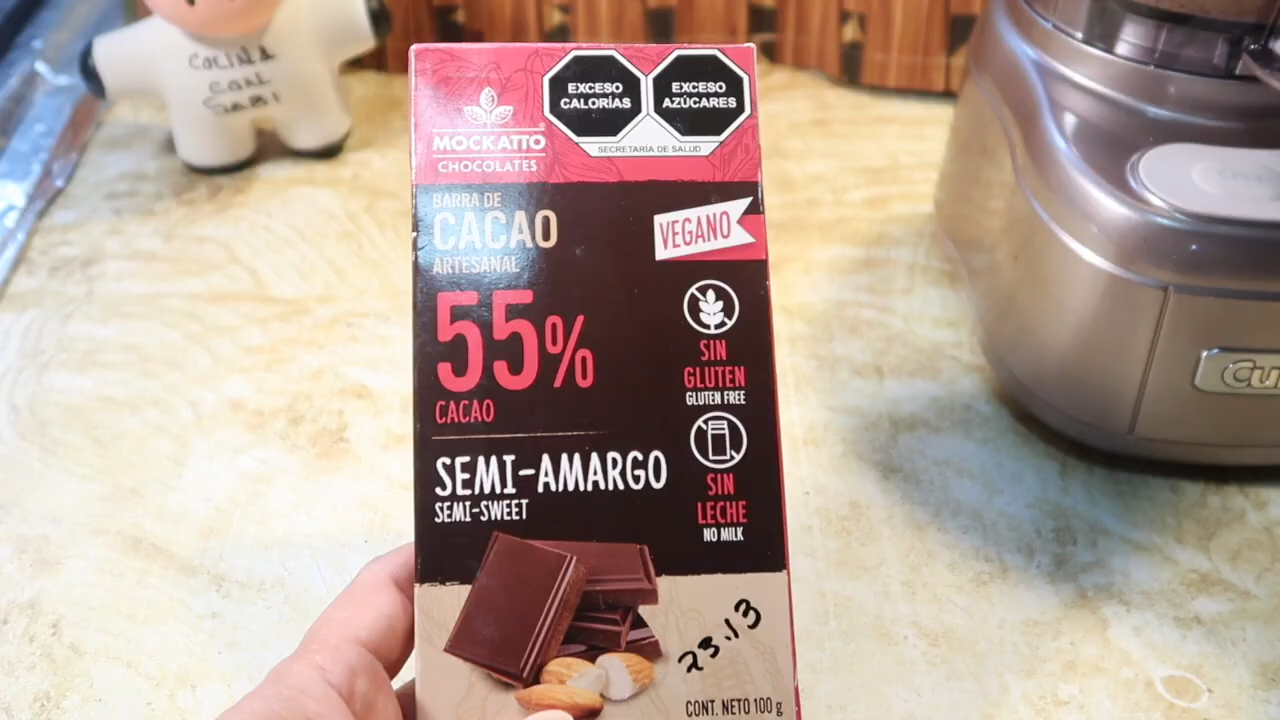 COCINA
CON
GABI
EXCESO
CALORÍAS
EXCESO
AZÚCARES
SECRETARÍA DE SALUD
MOCKATTO
CHOCOLATES
BARRA DE
CACAO
ARTESANAL
VEGANO
55%
CACAO
SIN
GLUTEN
GLUTEN FREE
SEMI-AMARGO
SEMI-SWEET
SIN
LECHE
NO MILK
23.13
CONT. NETO 100 g
Cu